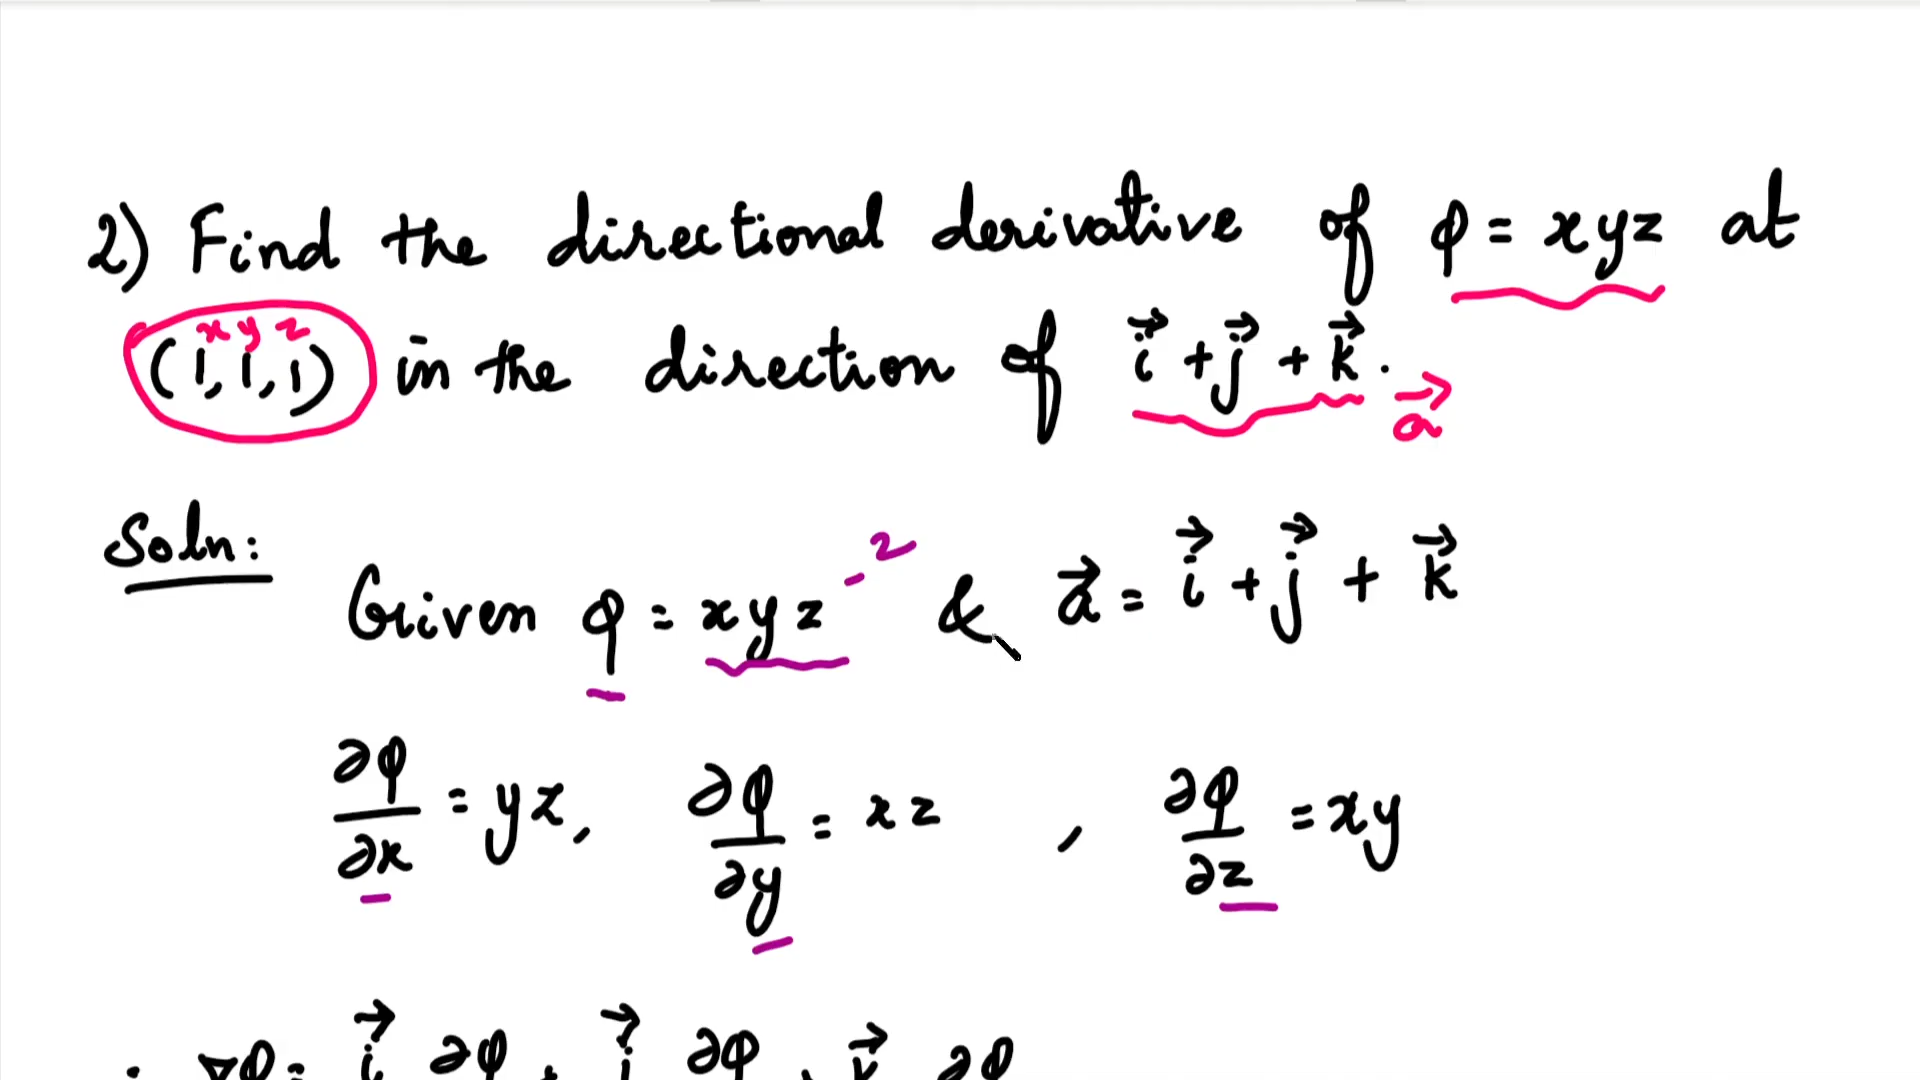 2) Find the directional derivative of φ = xyz at
x y z
(1, 1, 1) in the direction of i⃗ + j⃗ + k⃗.
a⃗
Soln:
Given φ = xyz - 2 & a⃗ = i⃗ + j⃗ + k⃗
∂φ/∂x = yz, ∂φ/∂y = xz , ∂φ/∂z = xy
∇φ = i⃗ ∂φ + j⃗ ∂φ + k⃗ ∂φ